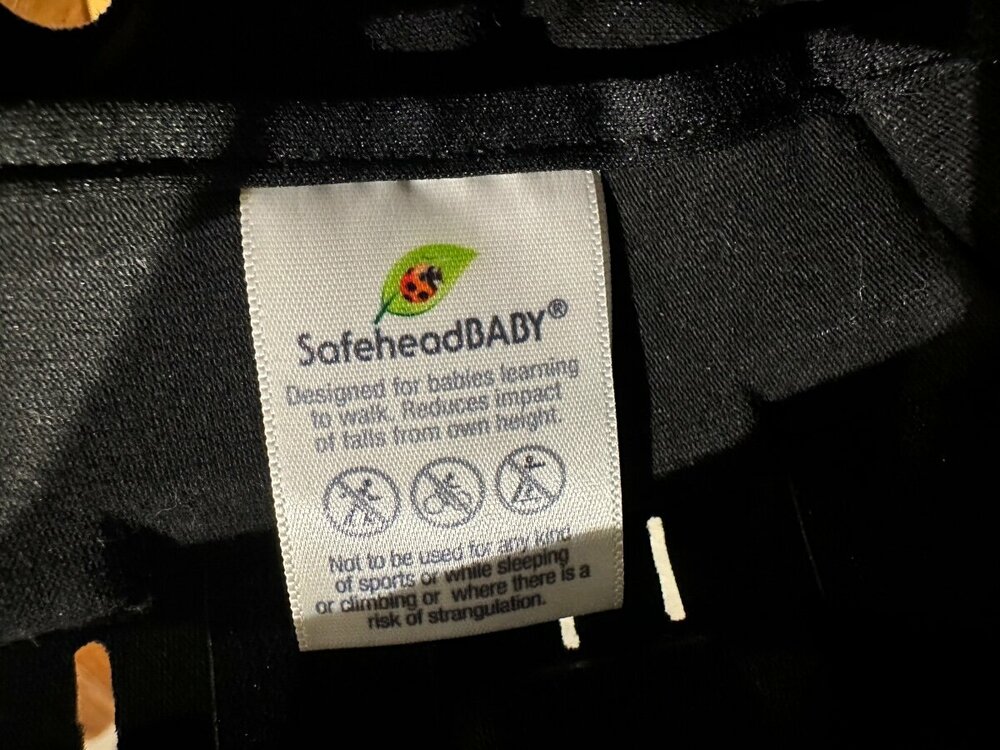 SafeheadBABY®
Designed for babies learning
to walk. Reduces impact
of falls from own height.
Not to be used for any kind
of sports or while sleeping
or climbing or where there is a
risk of strangulation.